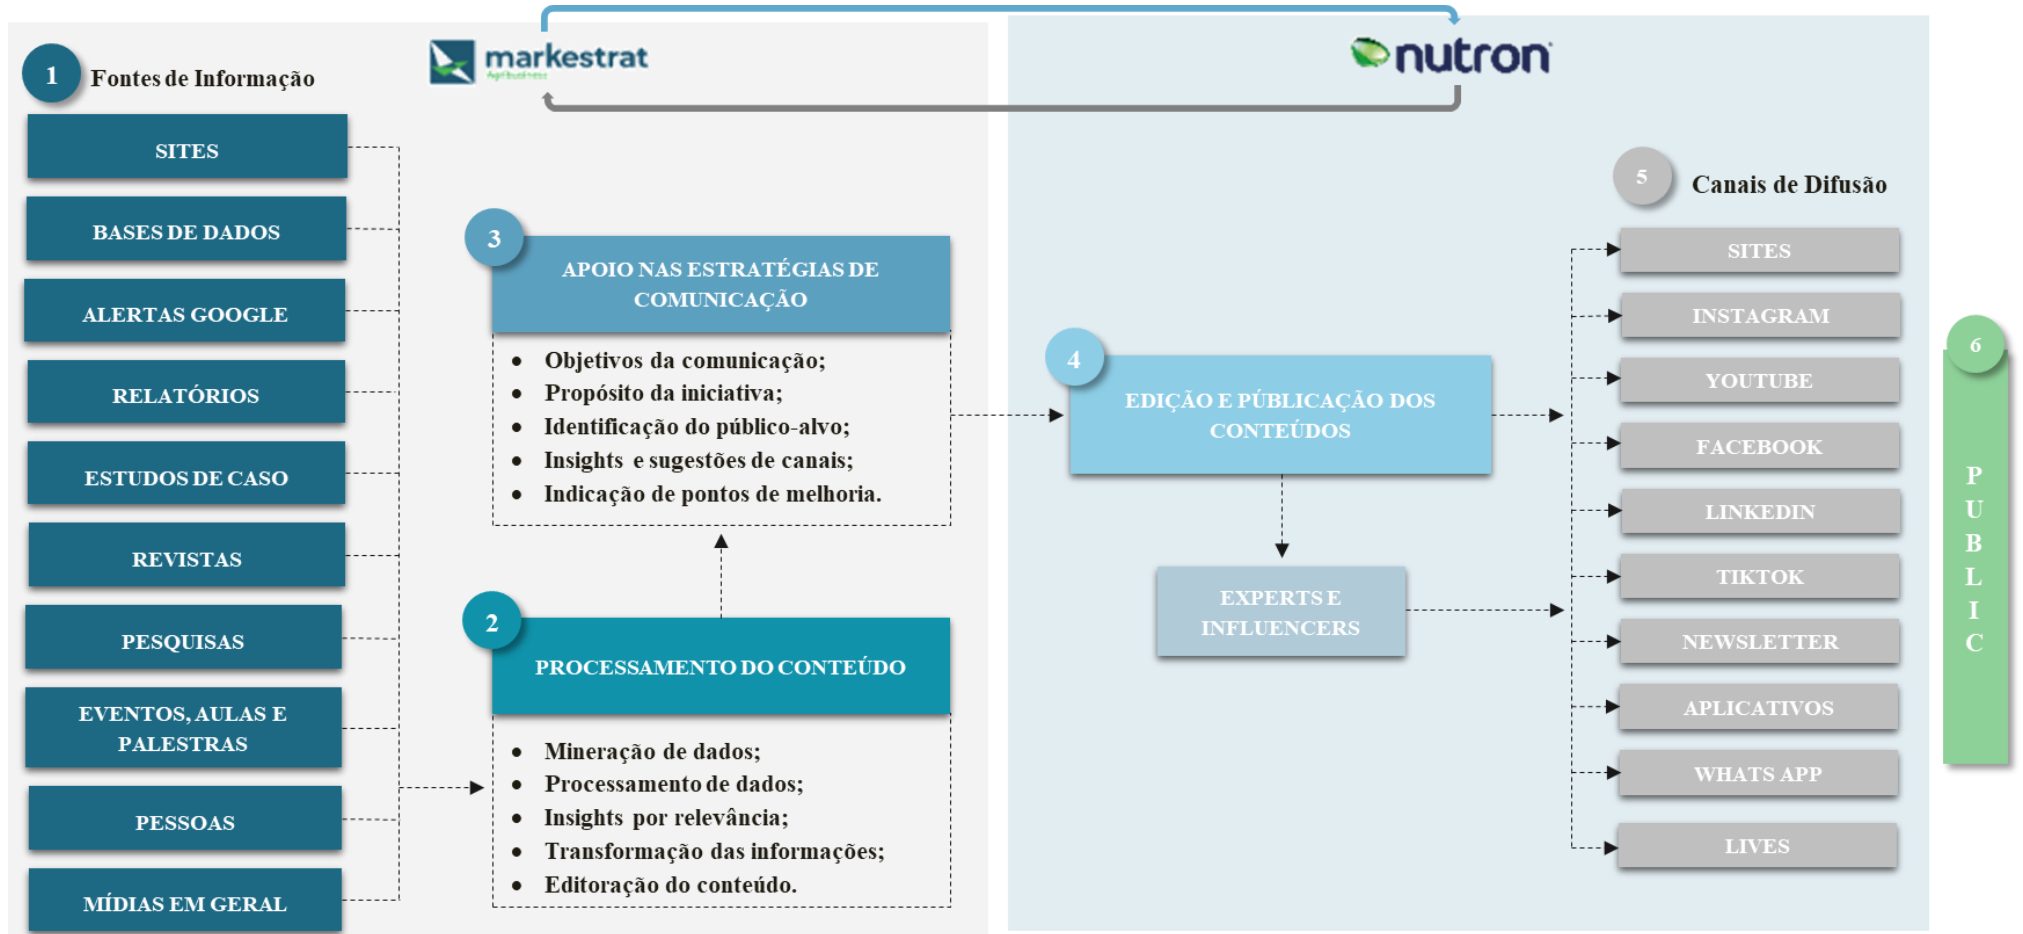 markestrat
Agribusiness
nutron
1
Fontes de Informação
SITES
BASES DE DADOS
ALERTAS GOOGLE
RELATÓRIOS
ESTUDOS DE CASO
REVISTAS
PESQUISAS
EVENTOS, AULAS E
PALESTRAS
PESSOAS
MÍDIAS EM GERAL
2
PROCESSAMENTO DO CONTEÚDO
• Mineração de dados;
• Processamento de dados;
• Insights por relevância;
• Transformação das informações;
• Editoração do conteúdo.
3
APOIO NAS ESTRATÉGIAS DE
COMUNICAÇÃO
• Objetivos da comunicação;
• Propósito da iniciativa;
• Identificação do público-alvo;
• Insights e sugestões de canais;
• Indicação de pontos de melhoria.
4
EDIÇÃO E PÚBLICAÇÃO DOS
CONTEÚDOS
EXPERTS E
INFLUENCERS
5
Canais de Difusão
SITES
INSTAGRAM
YOUTUBE
FACEBOOK
LINKEDIN
TIKTOK
NEWSLETTER
APLICATIVOS
WHATS APP
LIVES
6
PUBLIC